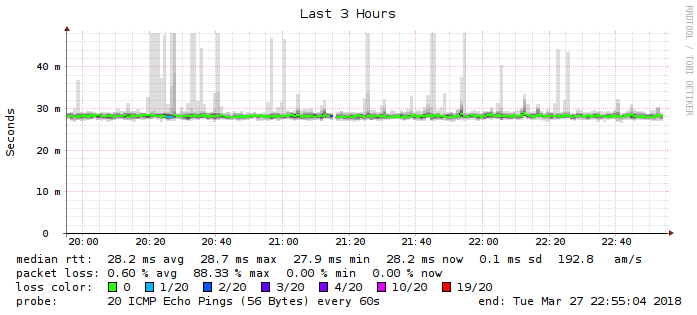 Last 3 Hours
RRDTOOL / TOBI OETIKER
Seconds
40 m
30 m
20 m
10 m
0
20:00 20:20 20:40 21:00 21:20 21:40 22:00 22:20 22:40
median rtt: 28.2 ms avg 28.7 ms max 27.9 ms min 28.2 ms now 0.1 ms sd 192.8 am/s
packet loss: 0.60 % avg 88.33 % max 0.00 % min 0.00 % now
loss color: 0 1/20 2/20 3/20 4/20 10/20 19/20
probe: 20 ICMP Echo Pings (56 Bytes) every 60s end: Tue Mar 27 22:55:04 2018